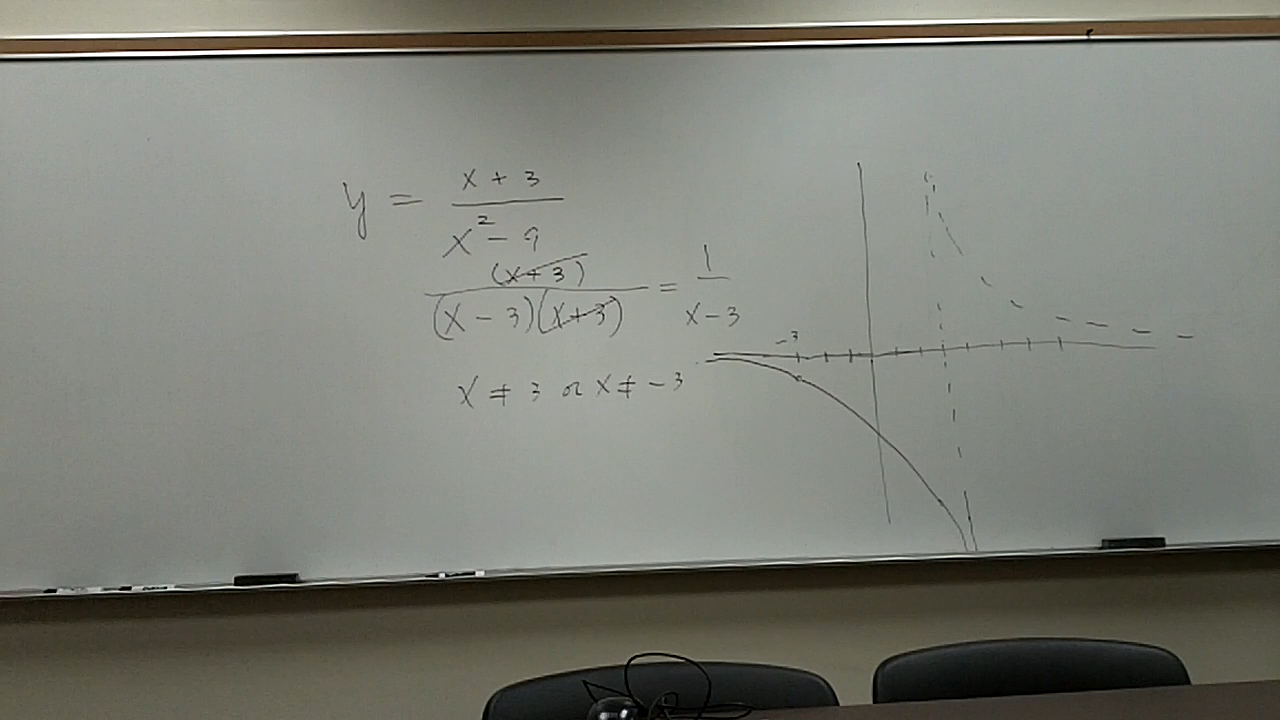 y = x + 3 / x² - 9
(x + 3) / (x - 3)(x + 3) = 1 / x - 3
x ≠ 3 or x ≠ -3
-3